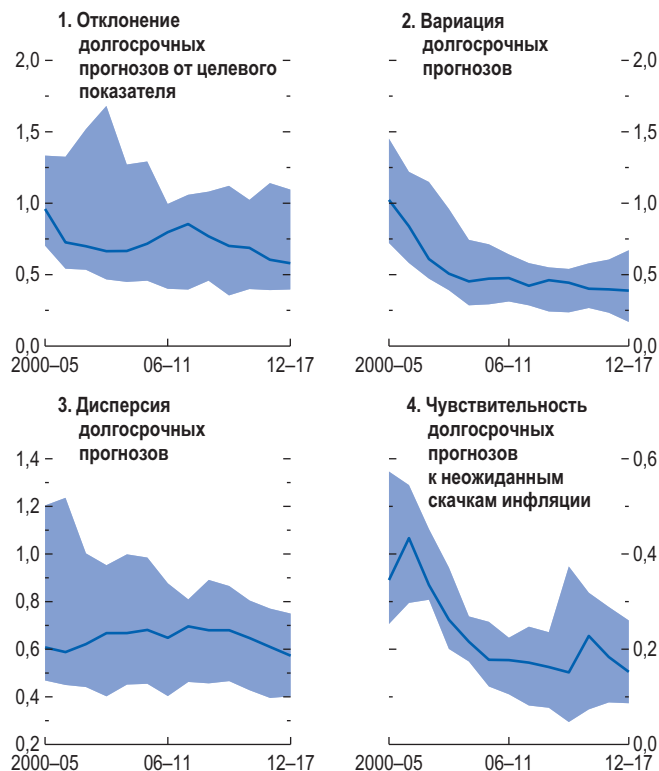 1. Отклонение
долгосрочных
прогнозов от целевого
показателя
2,0
1,5
1,0
0,5
0,0
2000–05
06–11
12–17
2. Вариация
долгосрочных
прогнозов
2,0
1,5
1,0
0,5
0,0
2000–05
06–11
12–17
3. Дисперсия
долгосрочных
прогнозов
1,4
1,2
1,0
0,8
0,6
0,4
0,2
2000–05
06–11
12–17
4. Чувствительность
долгосрочных
прогнозов
к неожиданным
скачкам инфляции
0,6
0,4
0,2
0,0
2000–05
06–11
12–17